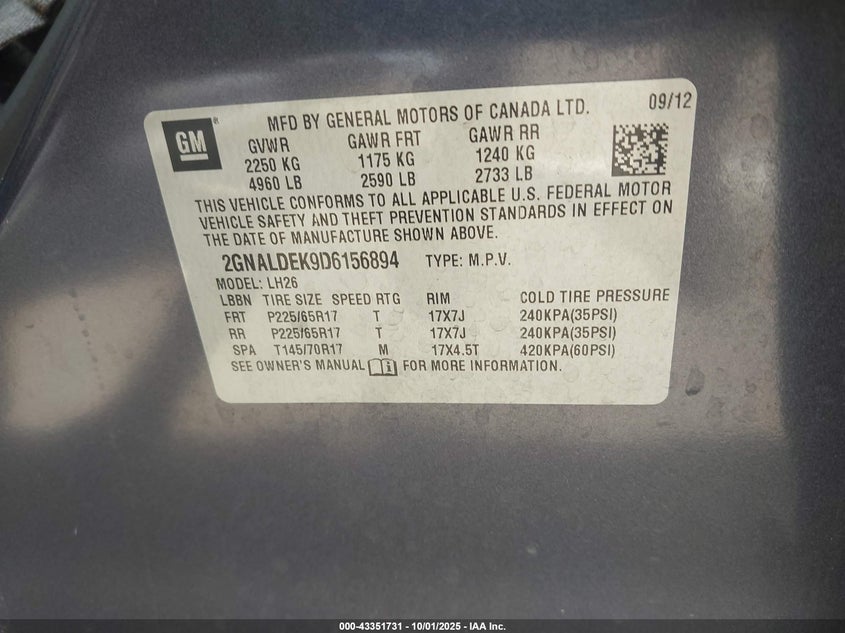 GM
MFD BY GENERAL MOTORS OF CANADA LTD. 09/12
GVWR GAWR FRT GAWR RR
2250 KG 1175 KG 1240 KG
4960 LB 2590 LB 2733 LB
THIS VEHICLE CONFORMS TO ALL APPLICABLE U.S. FEDERAL MOTOR
VEHICLE SAFETY AND THEFT PREVENTION STANDARDS IN EFFECT ON
THE DATE OF MANUFACTURE SHOWN ABOVE.
2GNALDEK9D6156894 TYPE: M.P.V.
MODEL: LH26
LBBN TIRE SIZE SPEED RTG RIM COLD TIRE PRESSURE
FRT P225/65R17 T 17X7J 240KPA(35PSI)
RR P225/65R17 T 17X7J 240KPA(35PSI)
SPA T145/70R17 M 17X4.5T 420KPA(60PSI)
SEE OWNER'S MANUAL FOR MORE INFORMATION.
000-43351731 - 10/01/2025 - IAA Inc.